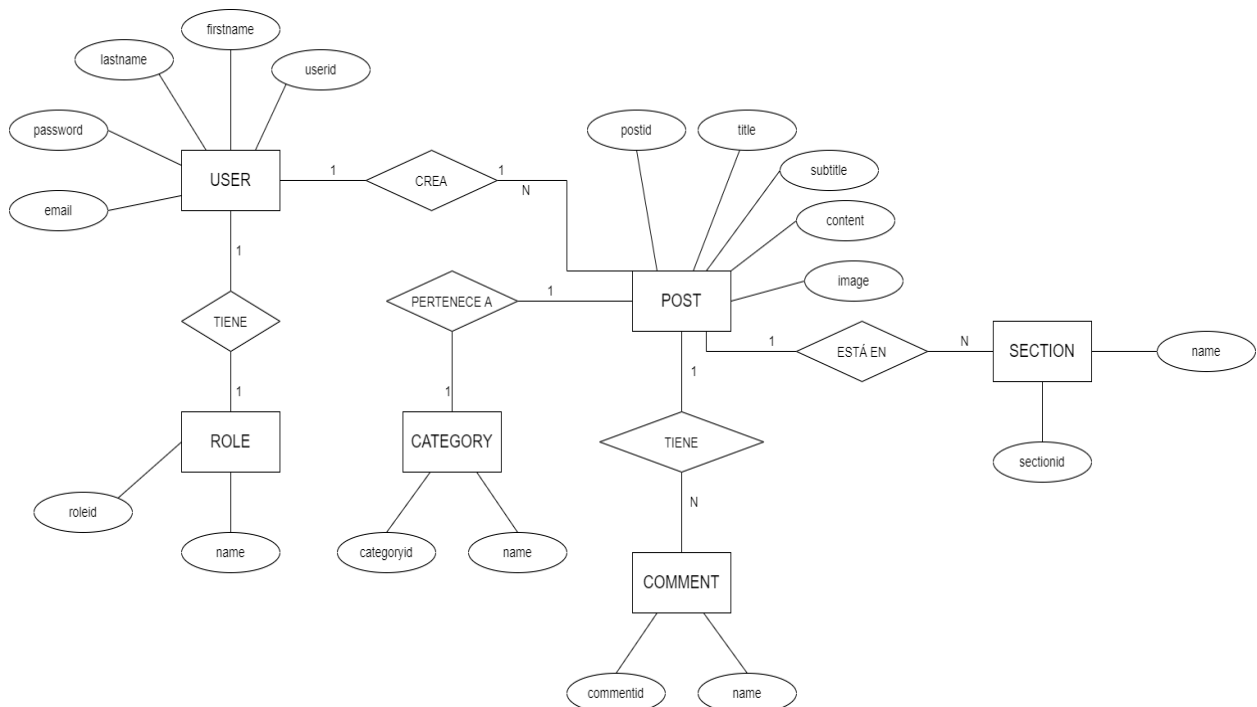 firstname
lastname
userid
password
postid
title
USER
1
CREA
1
N
subtitle
email
content
1
PERTENECE A
1
POST
image
TIENE
1
ESTÁ EN
N
SECTION
name
1
1
1
ROLE
CATEGORY
TIENE
sectionid
roleid
N
name
categoryid
name
COMMENT
commentid
name